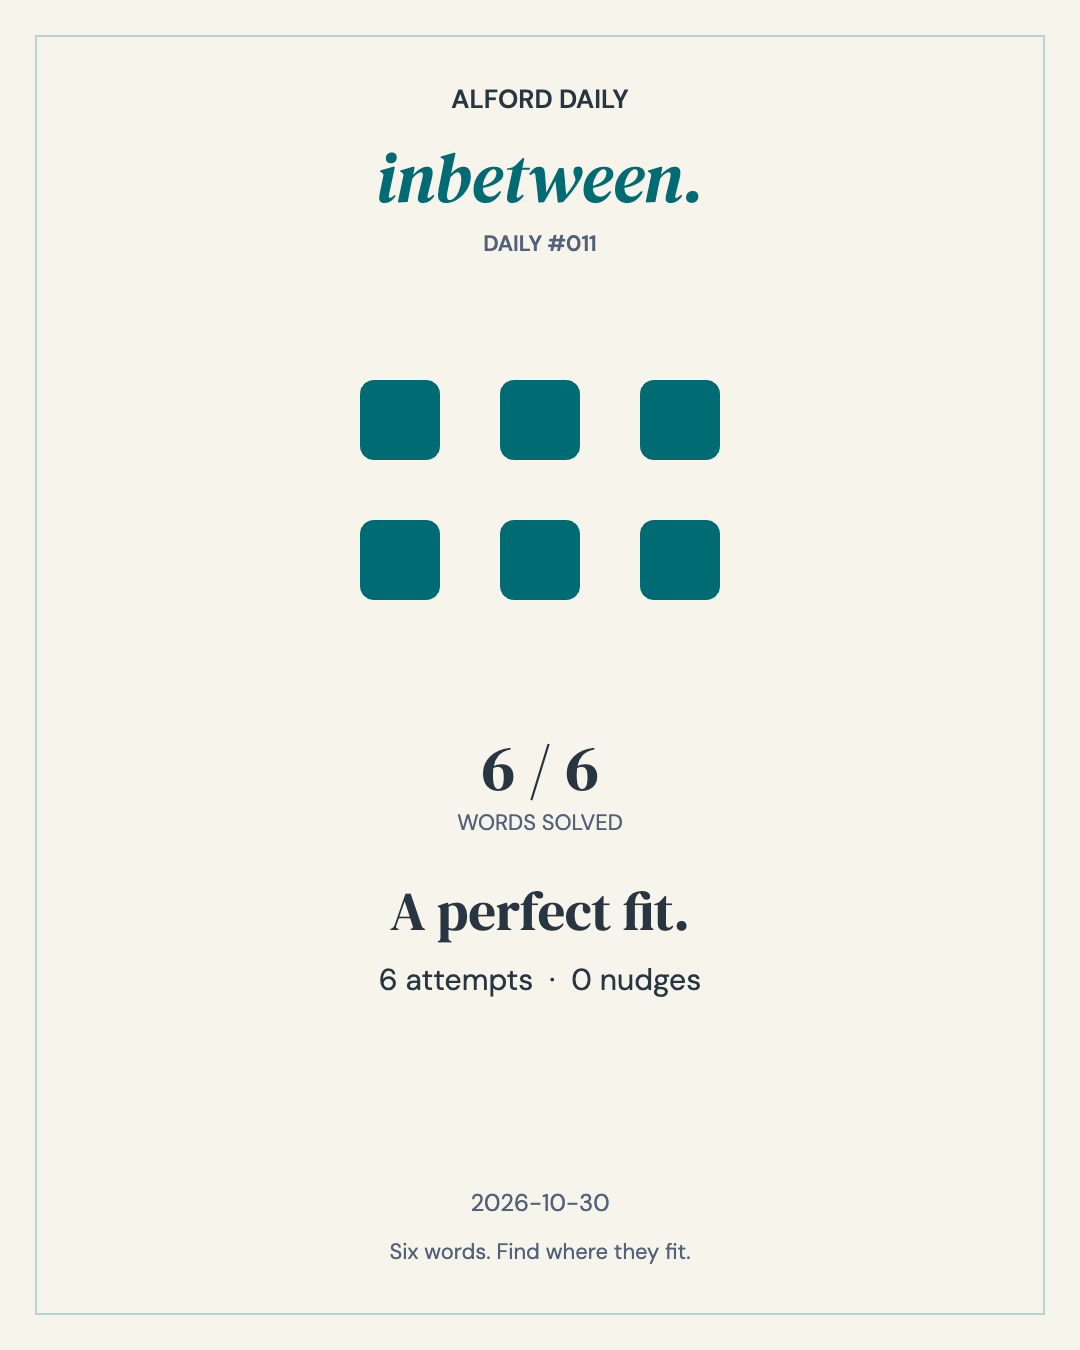 ALFORD DAILY
inbetween.
DAILY #011
6 / 6
WORDS SOLVED
A perfect fit.
6 attempts · 0 nudges
2026-10-30
Six words. Find where they fit.